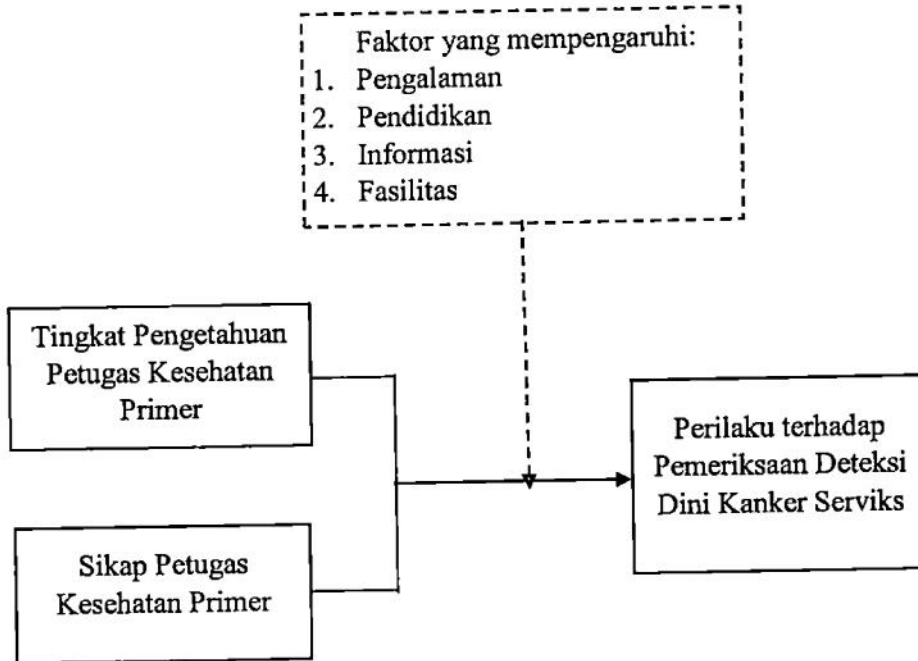 Faktor yang mempengaruhi:
1. Pengalaman
2. Pendidikan
3. Informasi
4. Fasilitas
Tingkat Pengetahuan
Petugas Kesehatan
Primer
Perilaku terhadap
Pemeriksaan Deteksi
Dini Kanker Serviks
Sikap Petugas
Kesehatan Primer